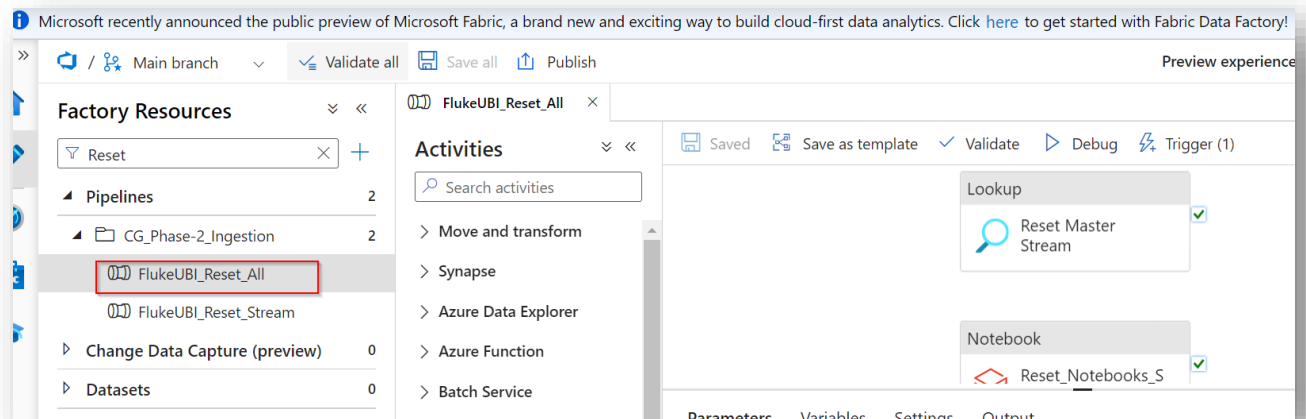 Microsoft recently announced the public preview of Microsoft Fabric, a brand new and exciting way to build cloud-first data analytics. Click here to get started with Fabric Data Factory!
/ Main branch
Validate all
Save all
Publish
Preview experience
Factory Resources
Reset
Pipelines 2
CG_Phase-2_Ingestion 2
FlukeUBI_Reset_All
FlukeUBI_Reset_Stream
Change Data Capture (preview) 0
Datasets 0
FlukeUBI_Reset_All
Activities
Search activities
Move and transform
Synapse
Azure Data Explorer
Azure Function
Batch Service
Saved
Save as template
Validate
Debug
Trigger (1)
Lookup
Reset Master
Stream
Notebook
Reset_Notebooks_S
Parameters Variables Settings Output